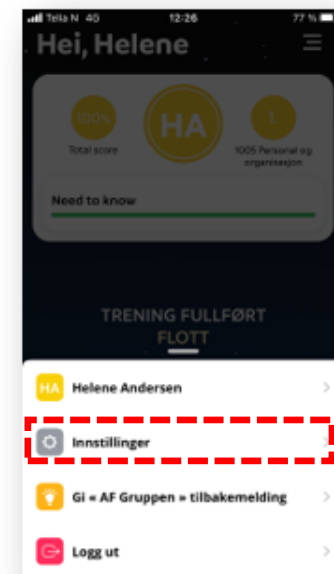 Telia N 4G 12:26 77 %
Hei, Helene
100%
HA
1.
Total score
1005 Personal og
organisasjon
Need to know
TRENING FULLFØRT
FLOTT
HA Helene Andersen
Innstillinger
Gi « AF Gruppen » tilbakemelding
Logg ut